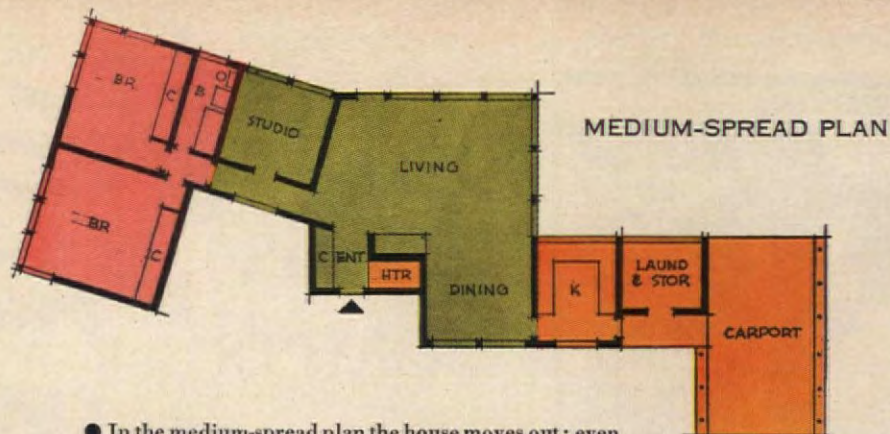 MEDIUM-SPREAD PLAN
BR
C
B
STUDIO
LIVING
BR
C
C
ENT
HTR
DINING
K
LAUND
& STOR
CARPORT
● In the medium-spread plan the house moves out; even